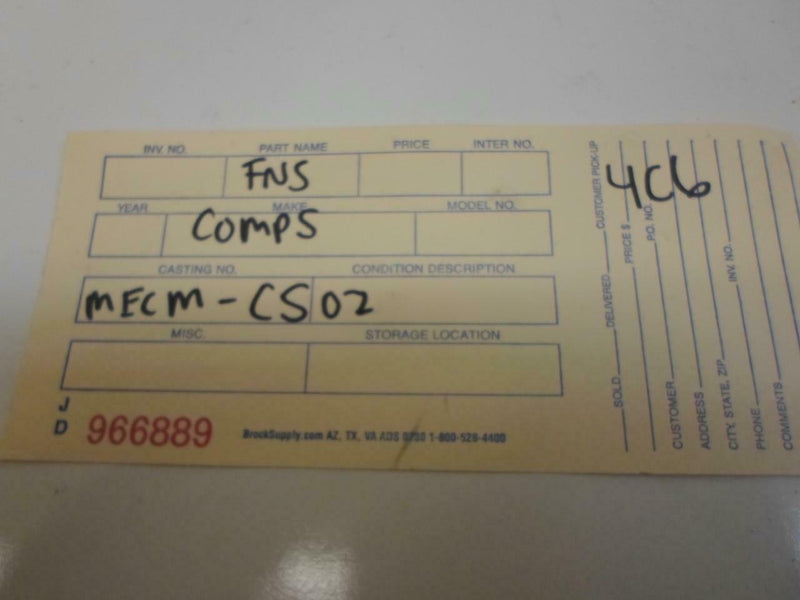 INV. NO. PART NAME PRICE INTER NO.
FNS
YEAR MAKE MODEL NO.
COMPS
CASTING NO. CONDITION DESCRIPTION
MECM-CS02
MISC. STORAGE LOCATION
J
D 966889 BrockSupply.com AZ, TX, VA ADS 0730 1-800-528-4400
4C6
SOLD DELIVERED CUSTOMER PICK-UP
PRICE $
P.O. NO.
CUSTOMER
ADDRESS
CITY, STATE, ZIP INV. NO.
PHONE
COMMENTS